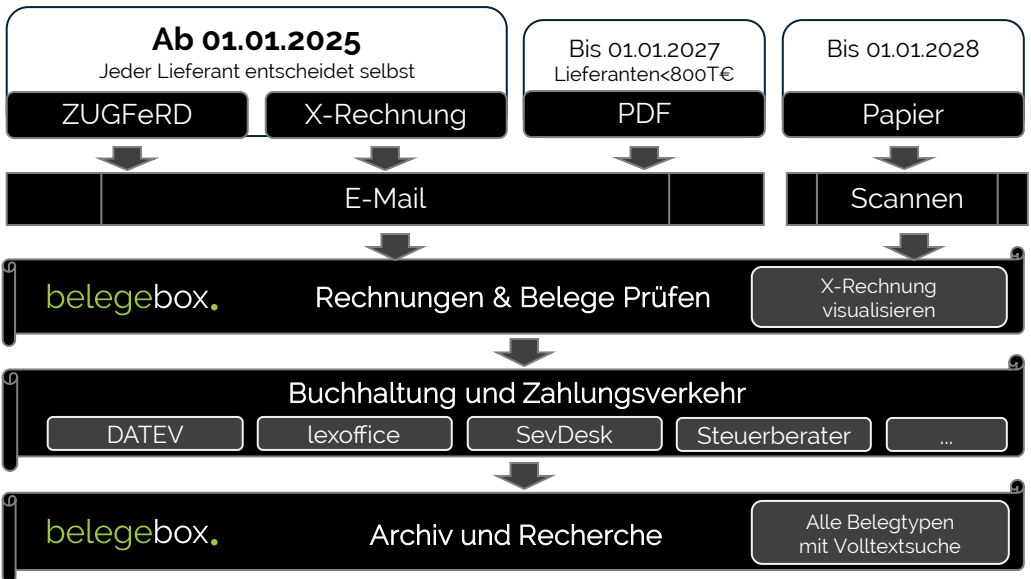 Ab 01.01.2025
Jeder Lieferant entscheidet selbst
ZUGFeRD
X-Rechnung
Bis 01.01.2027
Lieferanten<800T€
PDF
Bis 01.01.2028
Papier
E-Mail
Scannen
belegebox.
Rechnungen & Belege Prüfen
X-Rechnung
visualisieren
Buchhaltung und Zahlungsverkehr
DATEV
lexoffice
SevDesk
Steuerberater
...
belegebox.
Archiv und Recherche
Alle Belegtypen
mit Volltextsuche